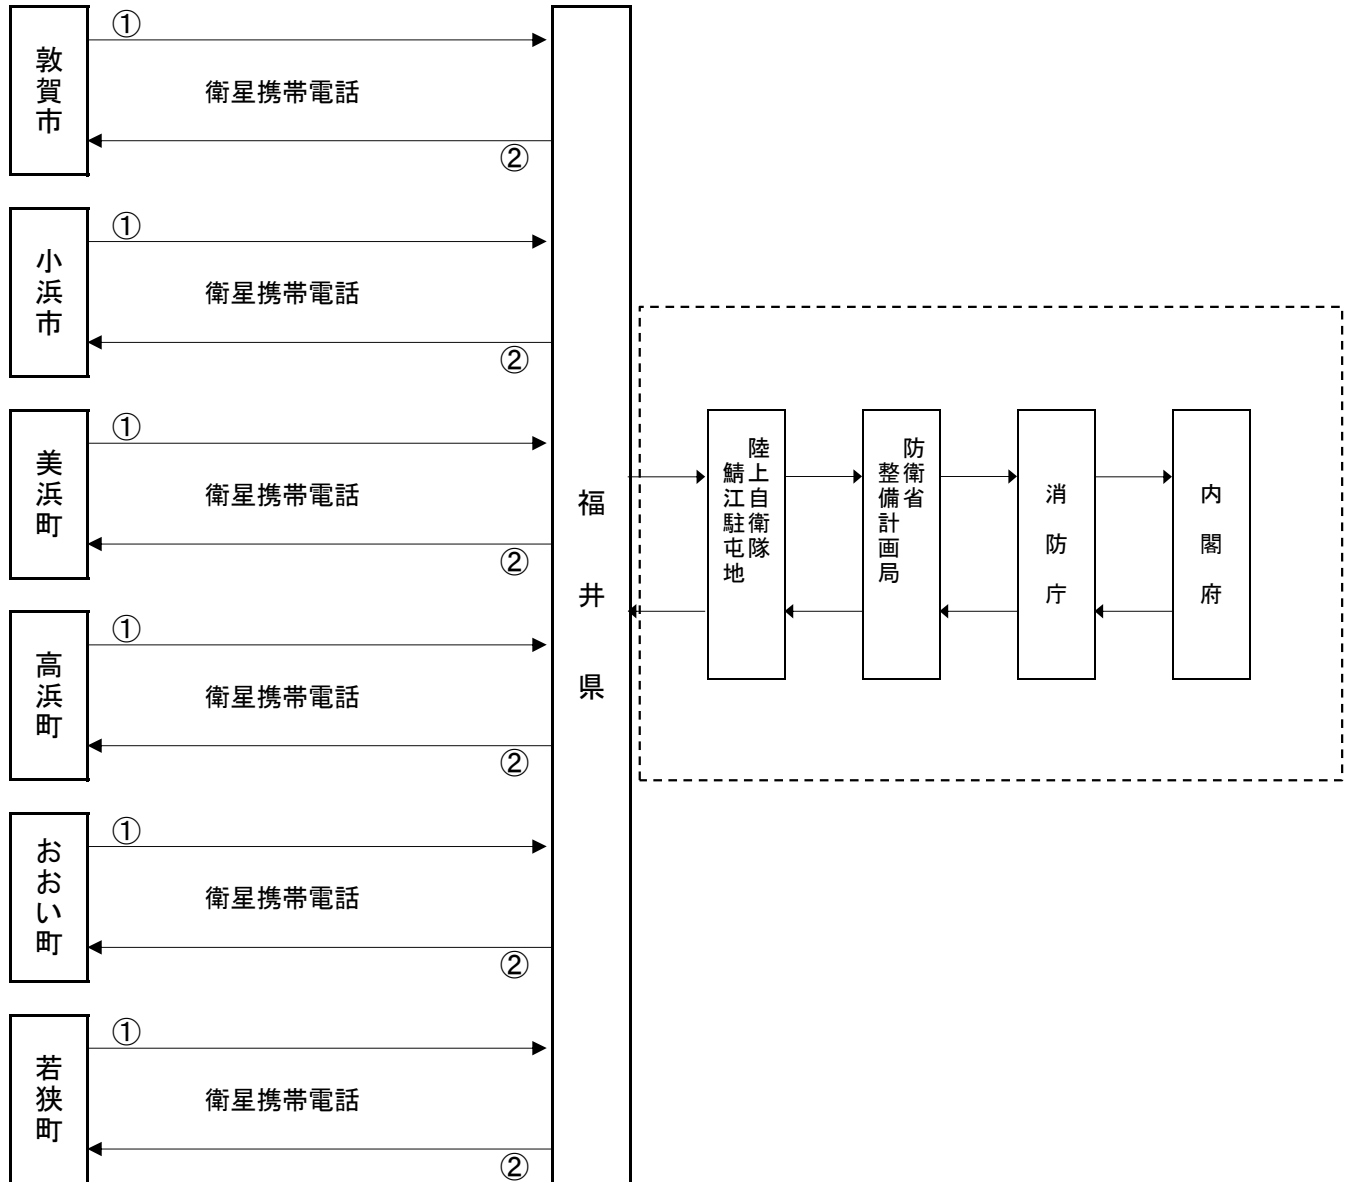 ①
敦賀市
衛星携帯電話
②
①
小浜市
衛星携帯電話
②
①
美浜町
衛星携帯電話
②
①
高浜町
衛星携帯電話
②
①
おおい町
衛星携帯電話
②
①
若狭町
衛星携帯電話
②
福井県
陸上自衛隊
鯖江駐屯地
防衛省
整備計画局
消防庁
内閣府